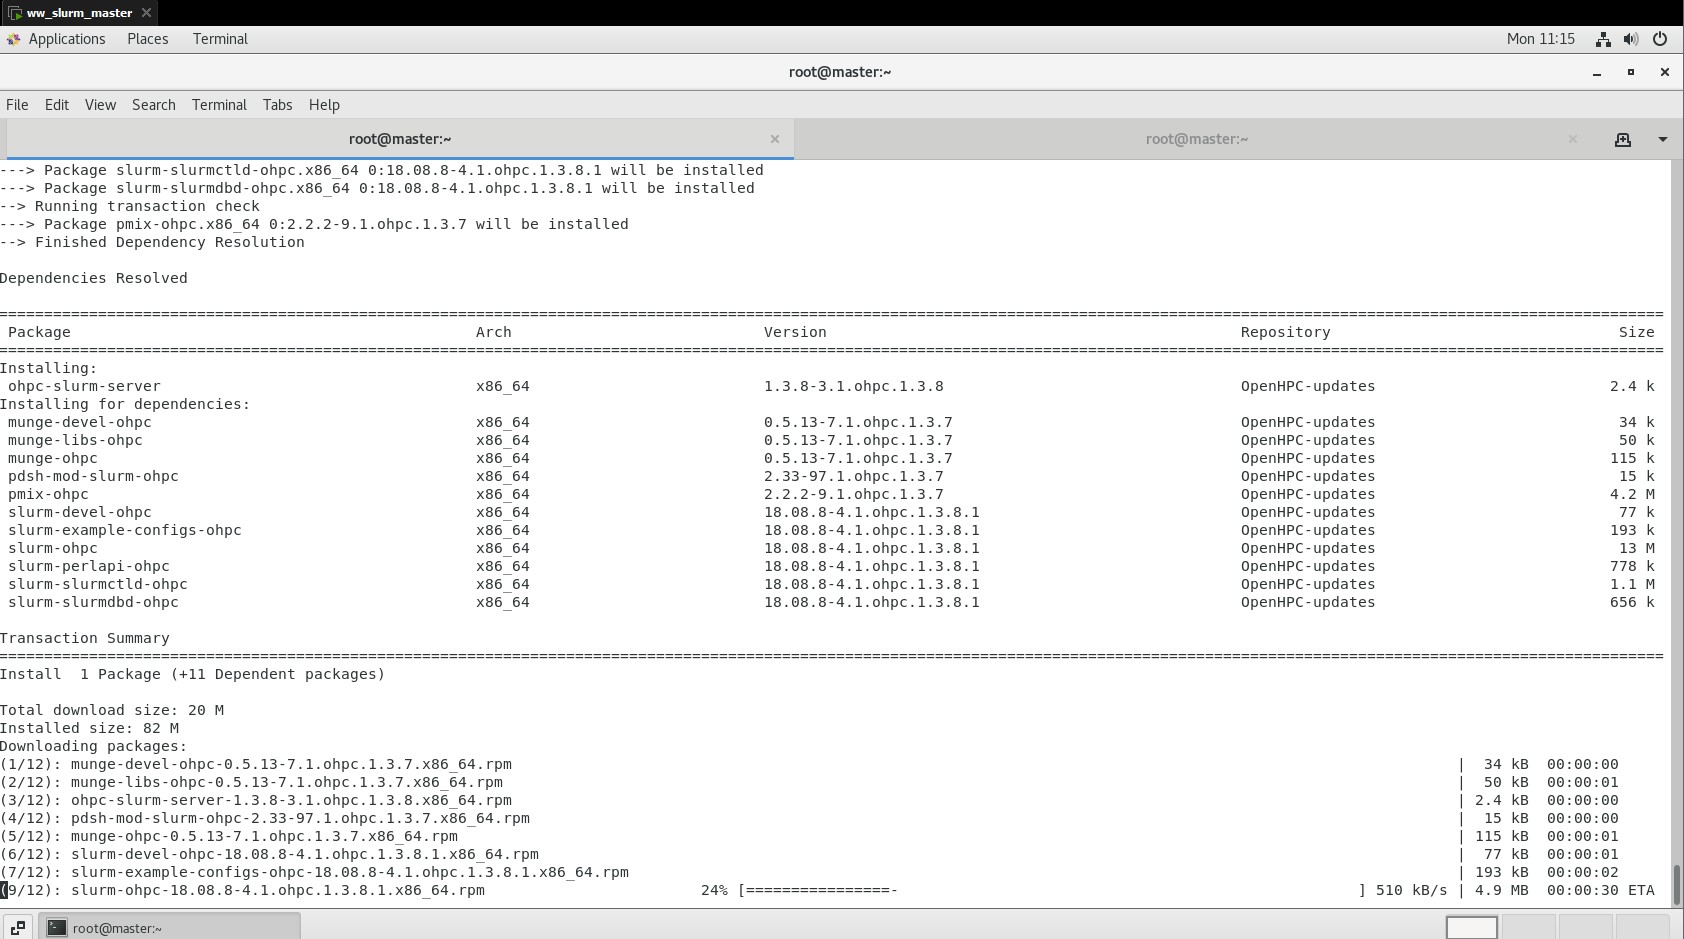 ww_slurm_master
Applications Places Terminal Mon 11:15
root@master:~
File Edit View Search Terminal Tabs Help
root@master:~ root@master:~
---> Package slurm-slurmctld-ohpc.x86_64 0:18.08.8-4.1.ohpc.1.3.8.1 will be installed
---> Package slurm-slurmdbd-ohpc.x86_64 0:18.08.8-4.1.ohpc.1.3.8.1 will be installed
--> Running transaction check
---> Package pmix-ohpc.x86_64 0:2.2.2-9.1.ohpc.1.3.7 will be installed
--> Finished Dependency Resolution
Dependencies Resolved
Package Arch Version Repository Size
Installing:
ohpc-slurm-server x86_64 1.3.8-3.1.ohpc.1.3.8 OpenHPC-updates 2.4 k
Installing for dependencies:
munge-devel-ohpc x86_64 0.5.13-7.1.ohpc.1.3.7 OpenHPC-updates 34 k
munge-libs-ohpc x86_64 0.5.13-7.1.ohpc.1.3.7 OpenHPC-updates 50 k
munge-ohpc x86_64 0.5.13-7.1.ohpc.1.3.7 OpenHPC-updates 115 k
pdsh-mod-slurm-ohpc x86_64 2.33-97.1.ohpc.1.3.7 OpenHPC-updates 15 k
pmix-ohpc x86_64 2.2.2-9.1.ohpc.1.3.7 OpenHPC-updates 4.2 M
slurm-devel-ohpc x86_64 18.08.8-4.1.ohpc.1.3.8.1 OpenHPC-updates 77 k
slurm-example-configs-ohpc x86_64 18.08.8-4.1.ohpc.1.3.8.1 OpenHPC-updates 193 k
slurm-ohpc x86_64 18.08.8-4.1.ohpc.1.3.8.1 OpenHPC-updates 13 M
slurm-perlapi-ohpc x86_64 18.08.8-4.1.ohpc.1.3.8.1 OpenHPC-updates 778 k
slurm-slurmctld-ohpc x86_64 18.08.8-4.1.ohpc.1.3.8.1 OpenHPC-updates 1.1 M
slurm-slurmdbd-ohpc x86_64 18.08.8-4.1.ohpc.1.3.8.1 OpenHPC-updates 656 k
Transaction Summary
Install 1 Package (+11 Dependent packages)
Total download size: 20 M
Installed size: 82 M
Downloading packages:
(1/12): munge-devel-ohpc-0.5.13-7.1.ohpc.1.3.7.x86_64.rpm | 34 kB 00:00:00
(2/12): munge-libs-ohpc-0.5.13-7.1.ohpc.1.3.7.x86_64.rpm | 50 kB 00:00:01
(3/12): ohpc-slurm-server-1.3.8-3.1.ohpc.1.3.8.x86_64.rpm | 2.4 kB 00:00:00
(4/12): pdsh-mod-slurm-ohpc-2.33-97.1.ohpc.1.3.7.x86_64.rpm | 15 kB 00:00:00
(5/12): munge-ohpc-0.5.13-7.1.ohpc.1.3.7.x86_64.rpm | 115 kB 00:00:01
(6/12): slurm-devel-ohpc-18.08.8-4.1.ohpc.1.3.8.1.x86_64.rpm | 77 kB 00:00:01
(7/12): slurm-example-configs-ohpc-18.08.8-4.1.ohpc.1.3.8.1.x86_64.rpm | 193 kB 00:00:02
(9/12): slurm-ohpc-18.08.8-4.1.ohpc.1.3.8.1.x86_64.rpm 24% [================- ] 510 kB/s | 4.9 MB 00:00:30 ETA
root@master:~